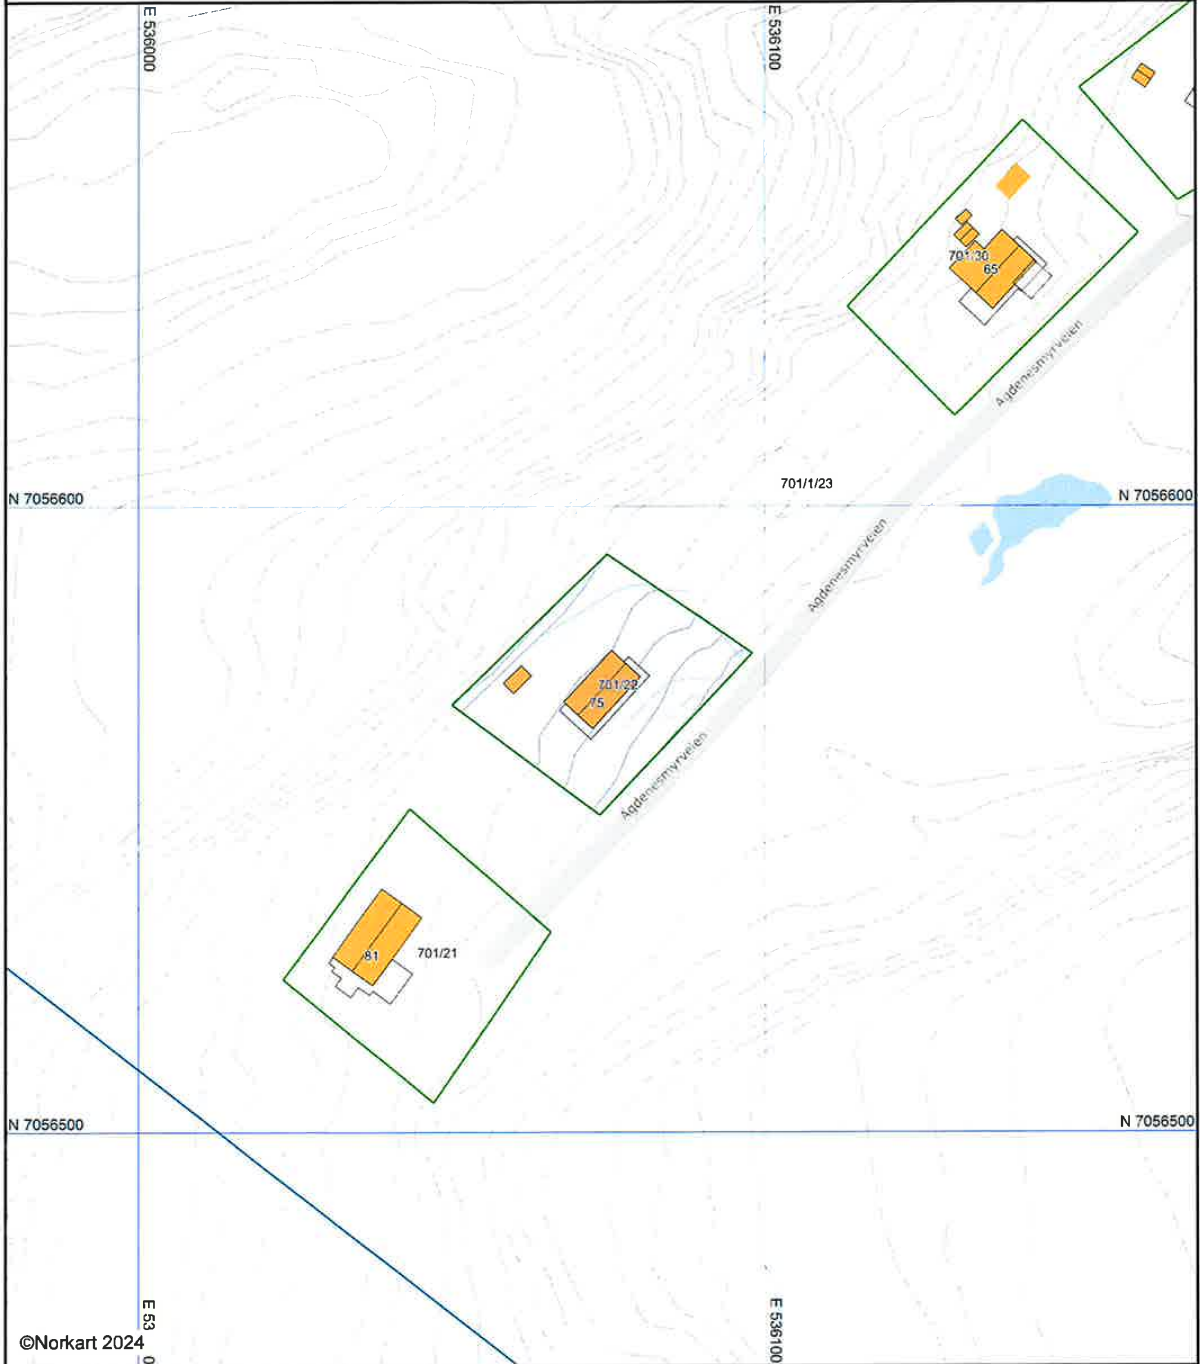 E 536000
E 536100
701/30
65
Agdenesmyrveien
701/1/23
N 7056600
N 7056600
Agdenesmyrveien
701/22
75
Agdenesmyrveien
81
701/21
N 7056500
N 7056500
E 53
0
E 536100
©Norkart 2024